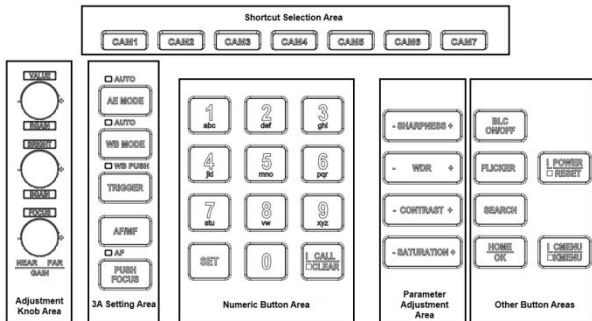 Shortcut Selection Area
CAM1 CAM2 CAM3 CAM4 CAM5 CAM6 CAM7
VALUE
RGAIN
BRIGHT
BGAIN
FOCUS
NEAR FAR
GAIN
Adjustment
Knob Area
AUTO
AE MODE
AUTO
WB MODE
WB PUSH
TRIGGER
AF/MF
AF
PUSH
FOCUS
3A Setting Area
1 2 3
abc def ghi
4 5 6
jkl mno pqr
7 8 9
stu vw xyz
SET 0 CALL
CLEAR
Numeric Button Area
- SHARPNESS +
- WDR +
- CONTRAST +
- SATURATION +
Parameter
Adjustment
Area
BLC
ON/OFF
FLICKER
POWER
RESET
SEARCH
HOME
OK
CMENU
KMENU
Other Button Areas